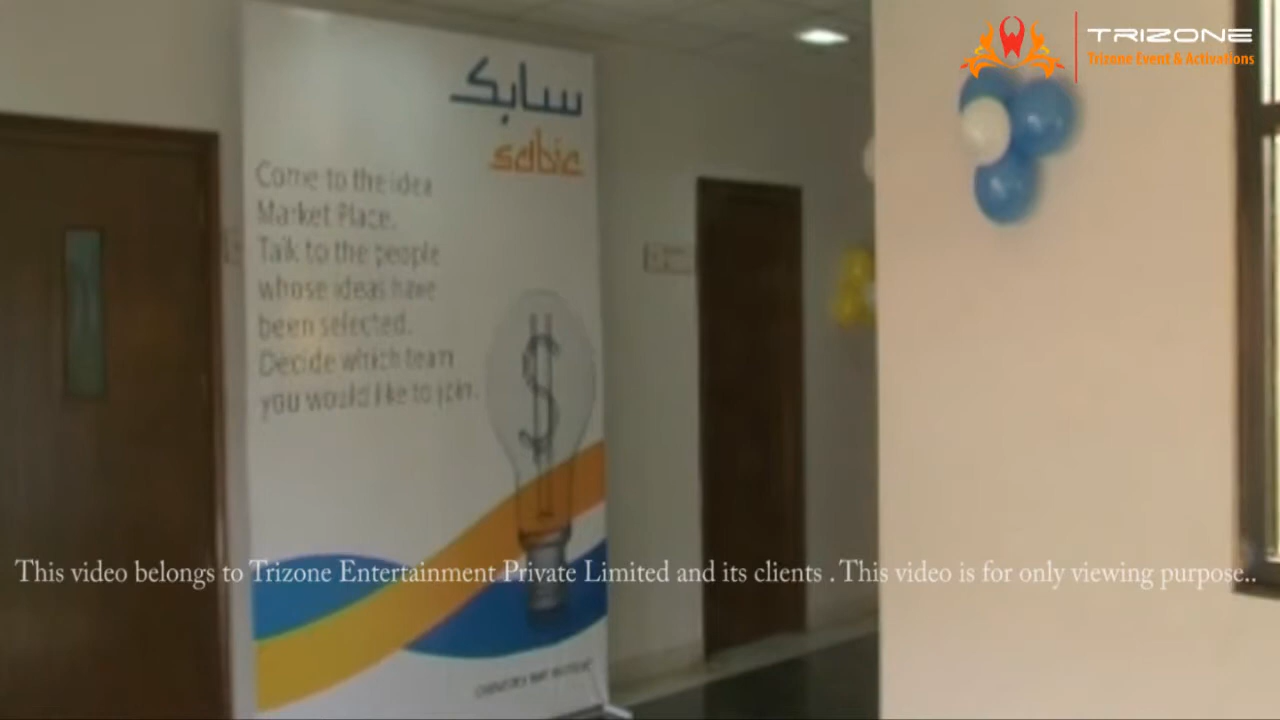 TRIZONE
Trizone Event & Activations
سابك
sabic
Come to the idea
Market Place.
Talk to the people
whose ideas have
been selected.
Decide which team
you would like to join.
This video belongs to Trizone Entertainment Private Limited and its clients . This video is for only viewing purpose..